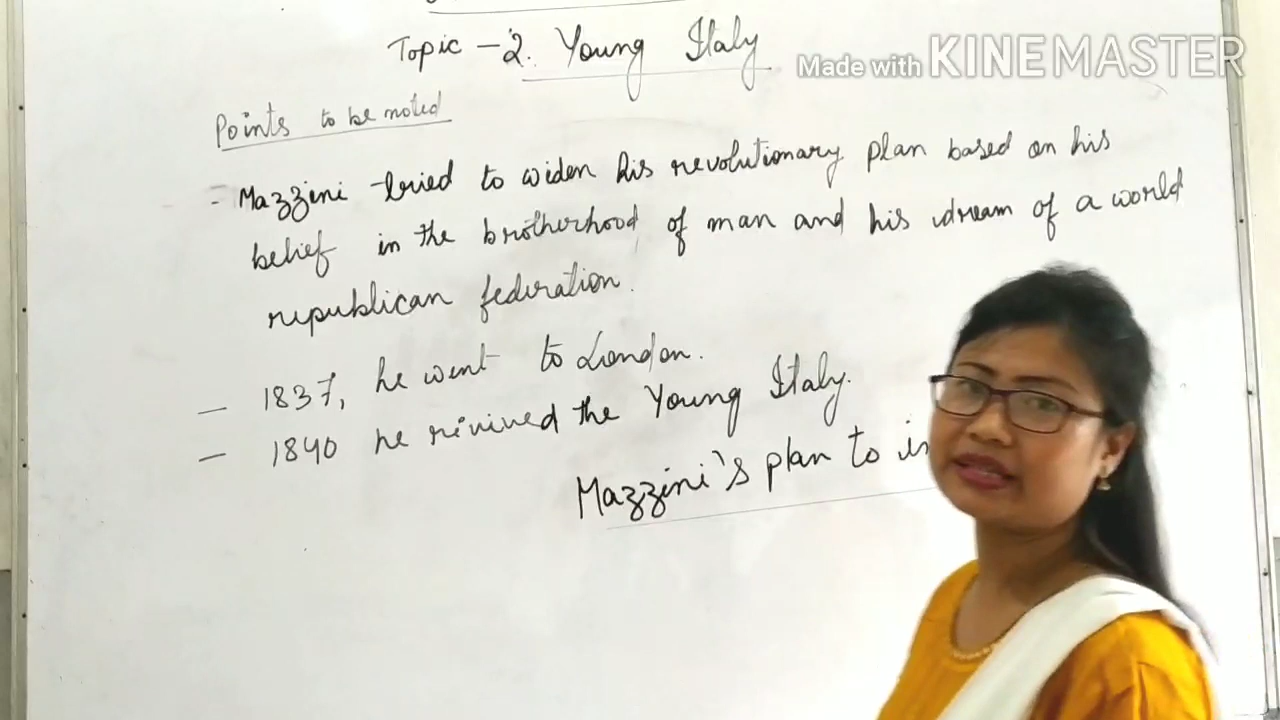 Made with KINEMASTER
Topic - 2. Young Italy
Points to be noted
- Mazzini tried to widen his revolutionary plan based on his
belief in the brotherhood of man and his dream of a world
republican federation.
- 1837, he went to London.
- 1840 he revived the Young Italy.
Mazzini's plan to